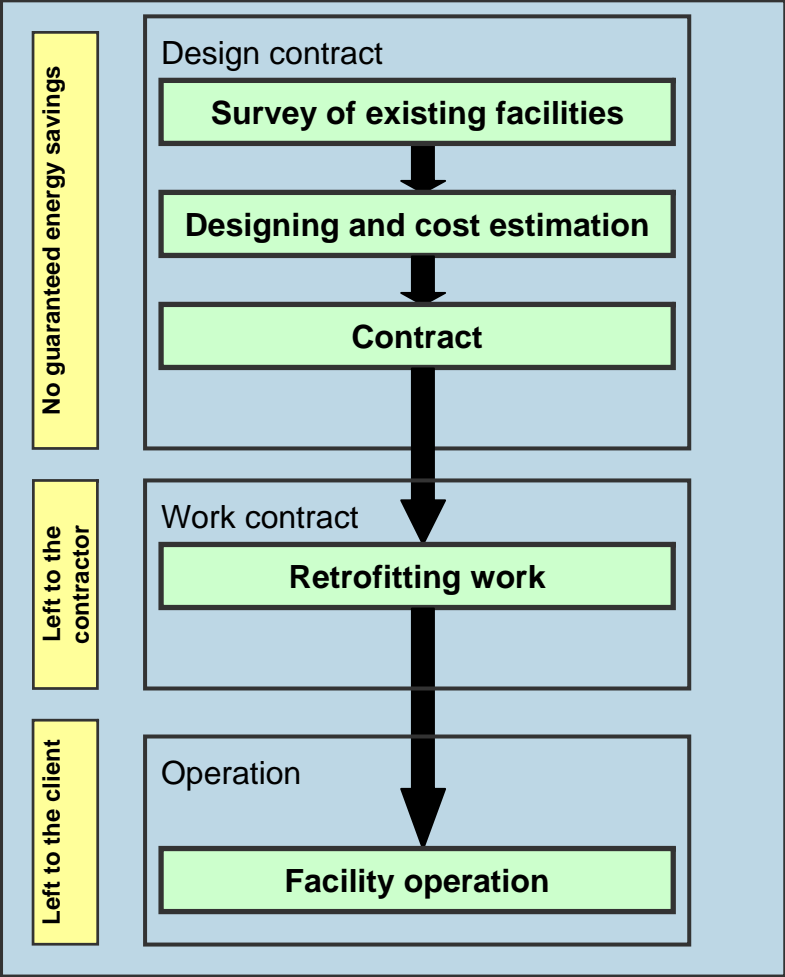 No guaranteed energy savings
Design contract
Survey of existing facilities
Designing and cost estimation
Contract
Left to the
contractor
Work contract
Retrofitting work
Left to the client
Operation
Facility operation